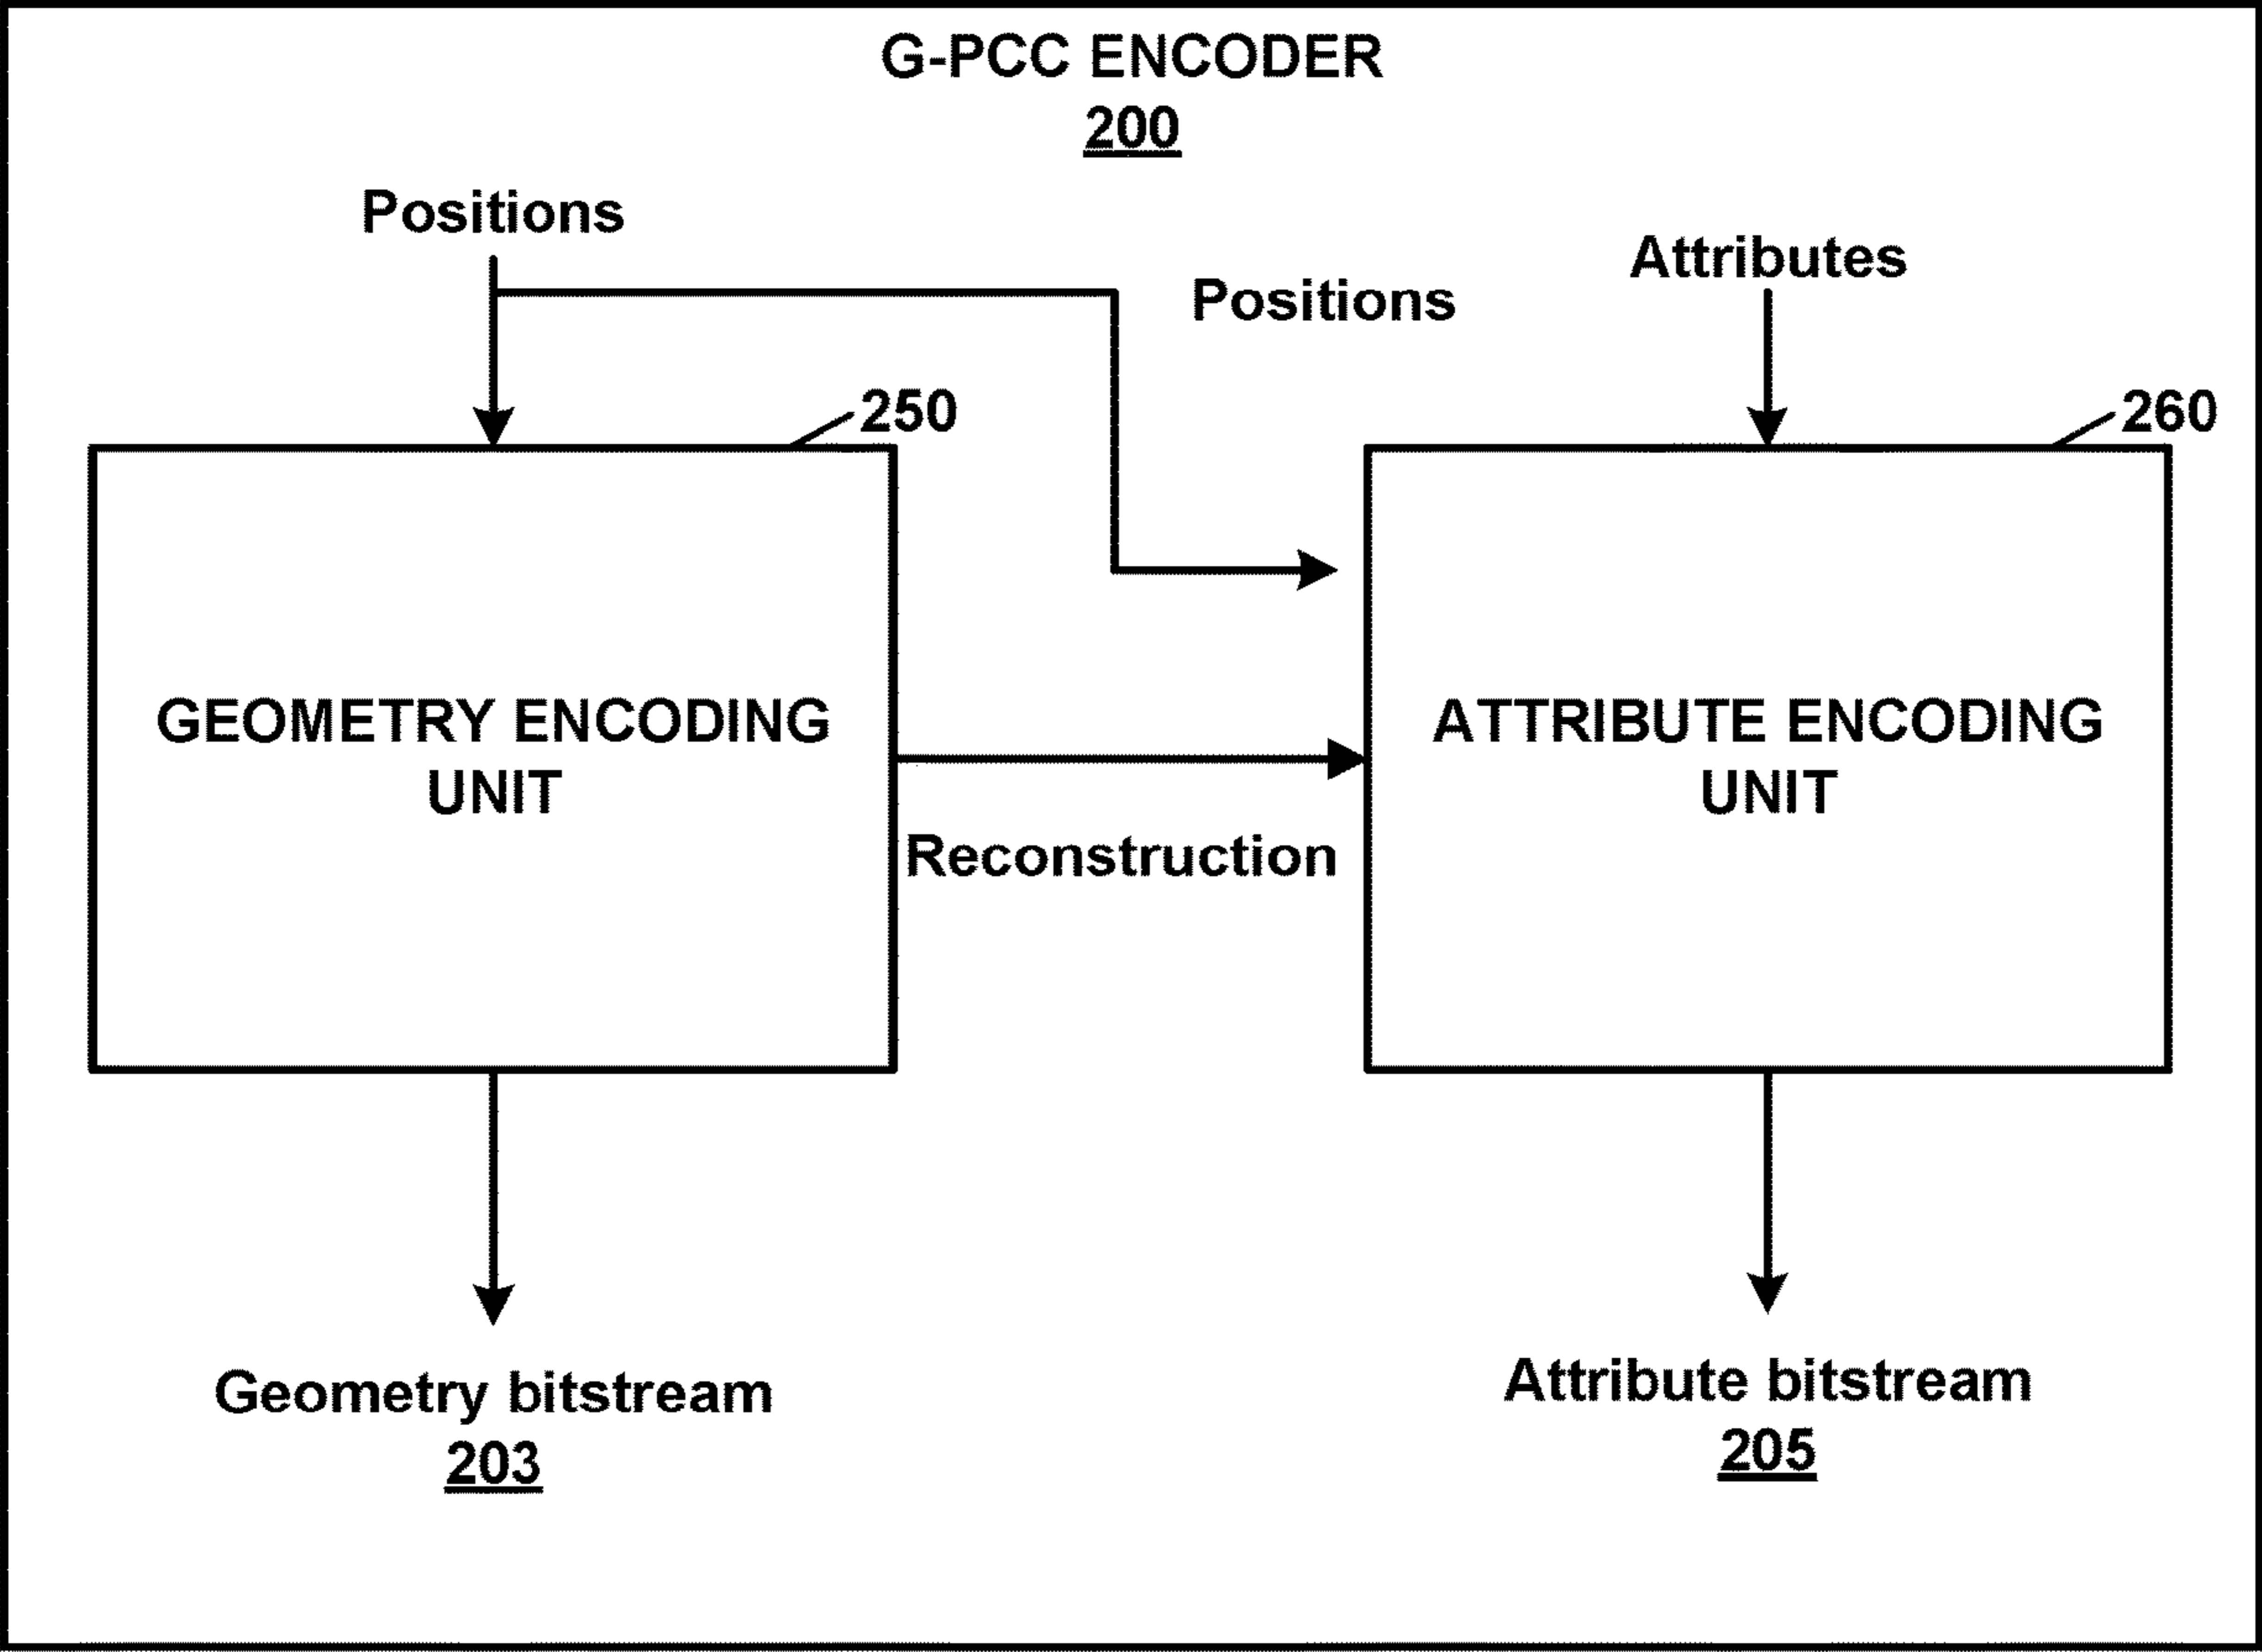 G-PCC ENCODER
200
Positions
Attributes
Positions
250
260
GEOMETRY ENCODING
UNIT
ATTRIBUTE ENCODING
UNIT
Reconstruction
Geometry bitstream
203
Attribute bitstream
205